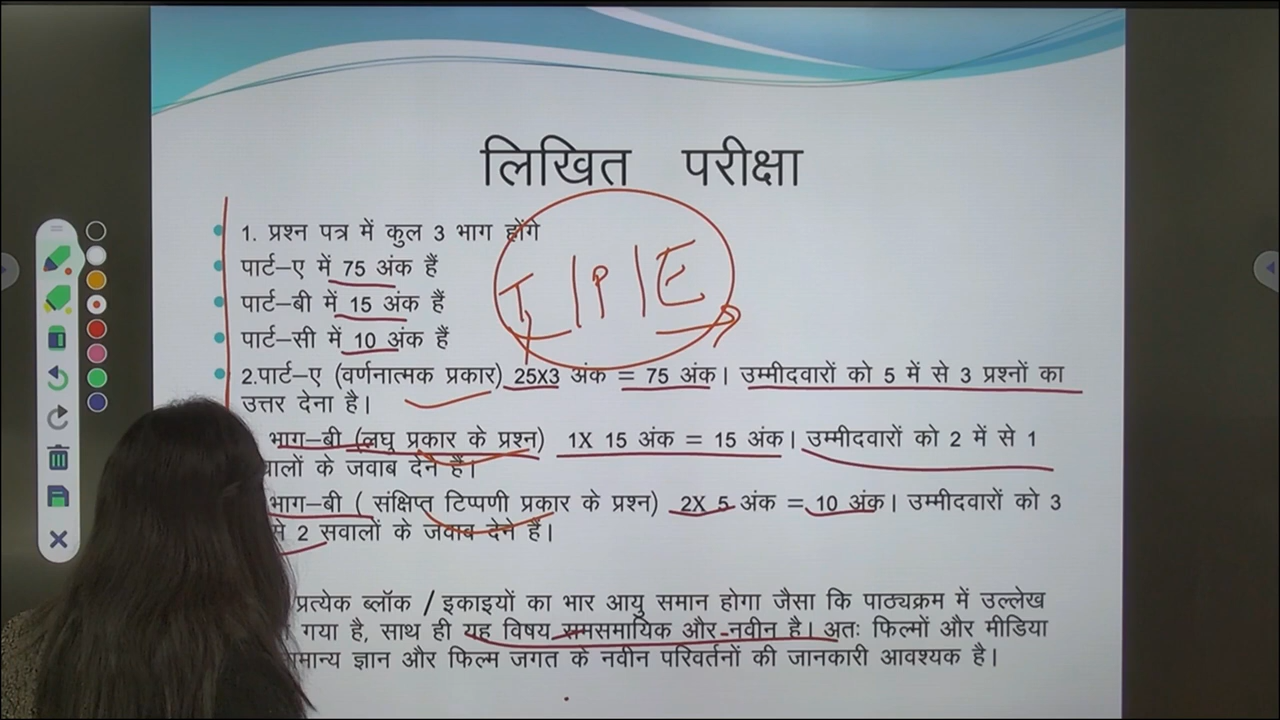 लिखित परीक्षा
1. प्रश्न पत्र में कुल 3 भाग होंगे
पार्ट–ए में 75 अंक हैं
पार्ट–बी में 15 अंक हैं
पार्ट–सी में 10 अंक हैं
T | P | E
2.पार्ट–ए (वर्णनात्मक प्रकार) 25X3 अंक = 75 अंक। उम्मीदवारों को 5 में से 3 प्रश्नों का
उत्तर देना है।
भाग–बी (लघु प्रकार के प्रश्न) 1X 15 अंक = 15 अंक। उम्मीदवारों को 2 में से 1
के जवाब देने हैं।
भाग–बी ( संक्षिप्त टिप्पणी प्रकार के प्रश्न) 2X 5 अंक = 10 अंक। उम्मीदवारों को 3
2 सवालों के जवाब देने हैं।
प्रत्येक ब्लॉक / इकाइयों का भार आयु समान होगा जैसा कि पाठ्यक्रम में उल्लेख
गया है, साथ ही यह विषय समसमायिक और नवीन है। अतः फिल्मों और मीडिया
ज्ञान और फिल्म जगत के नवीन परिवर्तनों की जानकारी आवश्यक है।